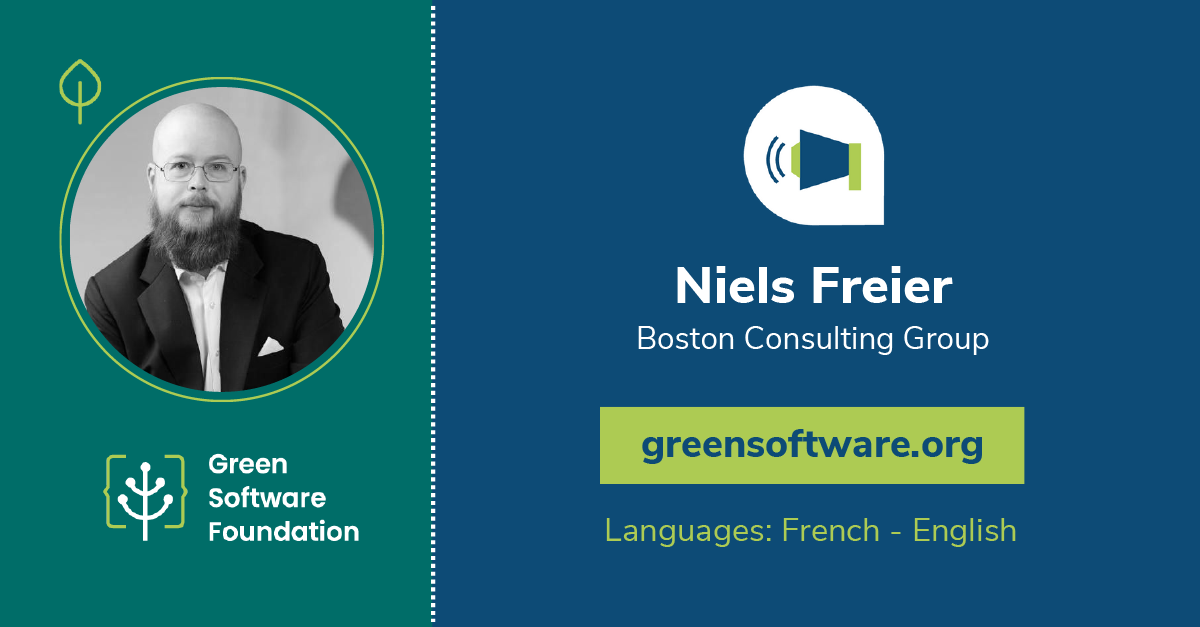 Green
Software
Foundation
Niels Freier
Boston Consulting Group
greensoftware.org
Languages: French - English